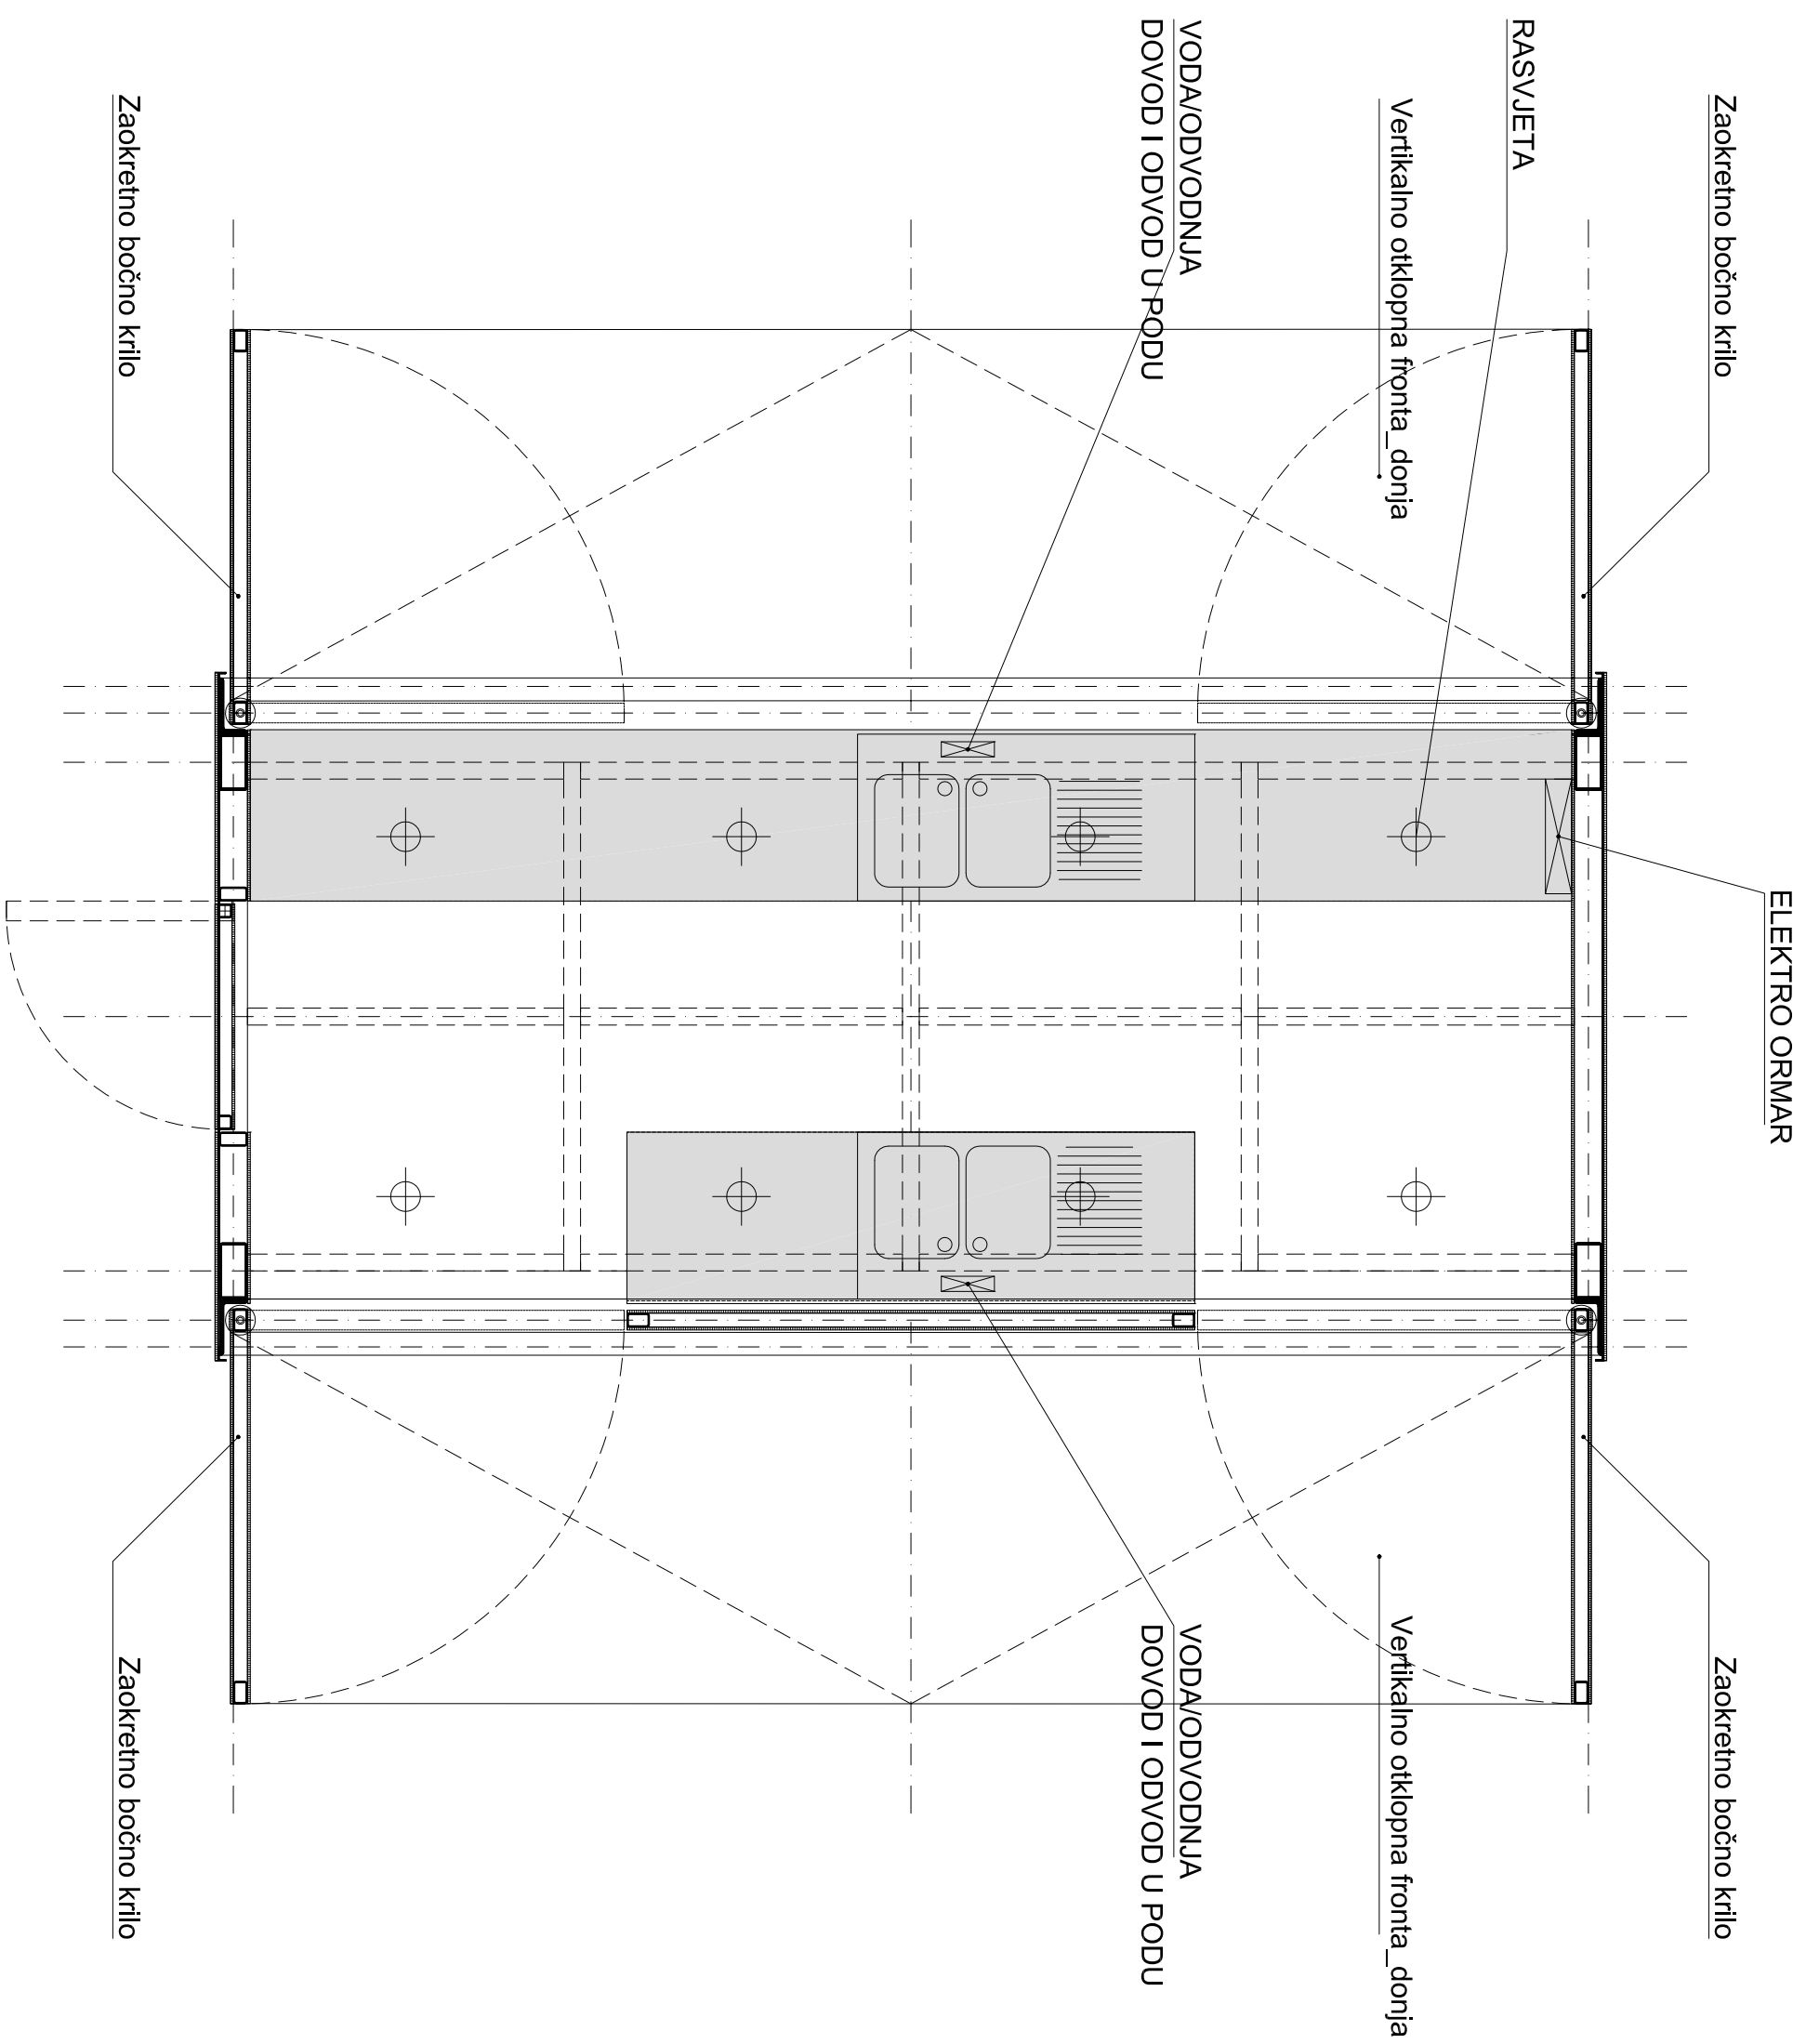 Zaokretno bočno krilo
Zaokretno bočno krilo
ELEKTRO ORMAR
RASVJETA
Vertikalno otklopna fronta_donja
Vertikalno otklopna fronta_donja
VODA/ODVODNJA
DOVOD I ODVOD U PODU
VODA/ODVODNJA
DOVOD I ODVOD U PODU
Zaokretno bočno krilo
Zaokretno bočno krilo